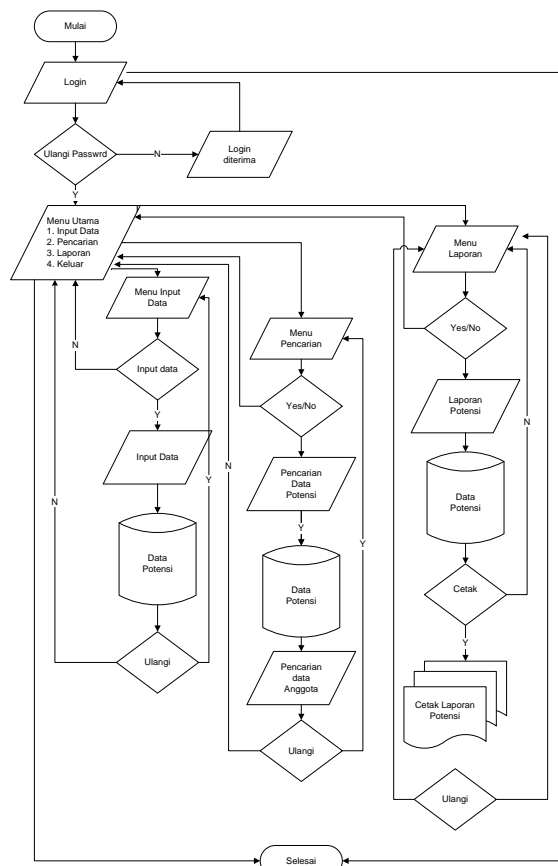 Mulai
Login
Ulangi Passwrd
N
Login
diterima
Y
Menu Utama
1. Input Data
2. Pencarian
3. Laporan
4. Keluar
Menu Input
Data
N
Input data
Y
Input Data
N
Y
Data
Potensi
Ulangi
Menu
Pencarian
Yes/No
Pencarian
Data
Potensi
N
Y
Y
Data
Potensi
Pencarian
data
Anggota
Ulangi
Menu
Laporan
Yes/No
Laporan
Potensi
N
Data
Potensi
Cetak
Y
Cetak Laporan
Potensi
Ulangi
Selesai